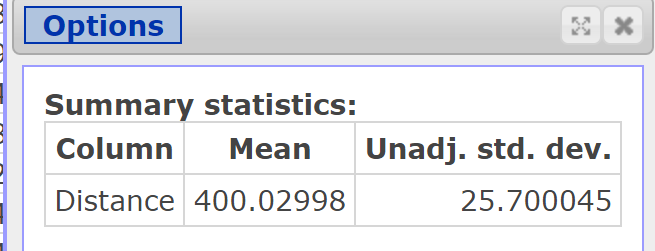 Options
Summary statistics:
Column Mean Unadj. std. dev.
Distance 400.02998 25.700045